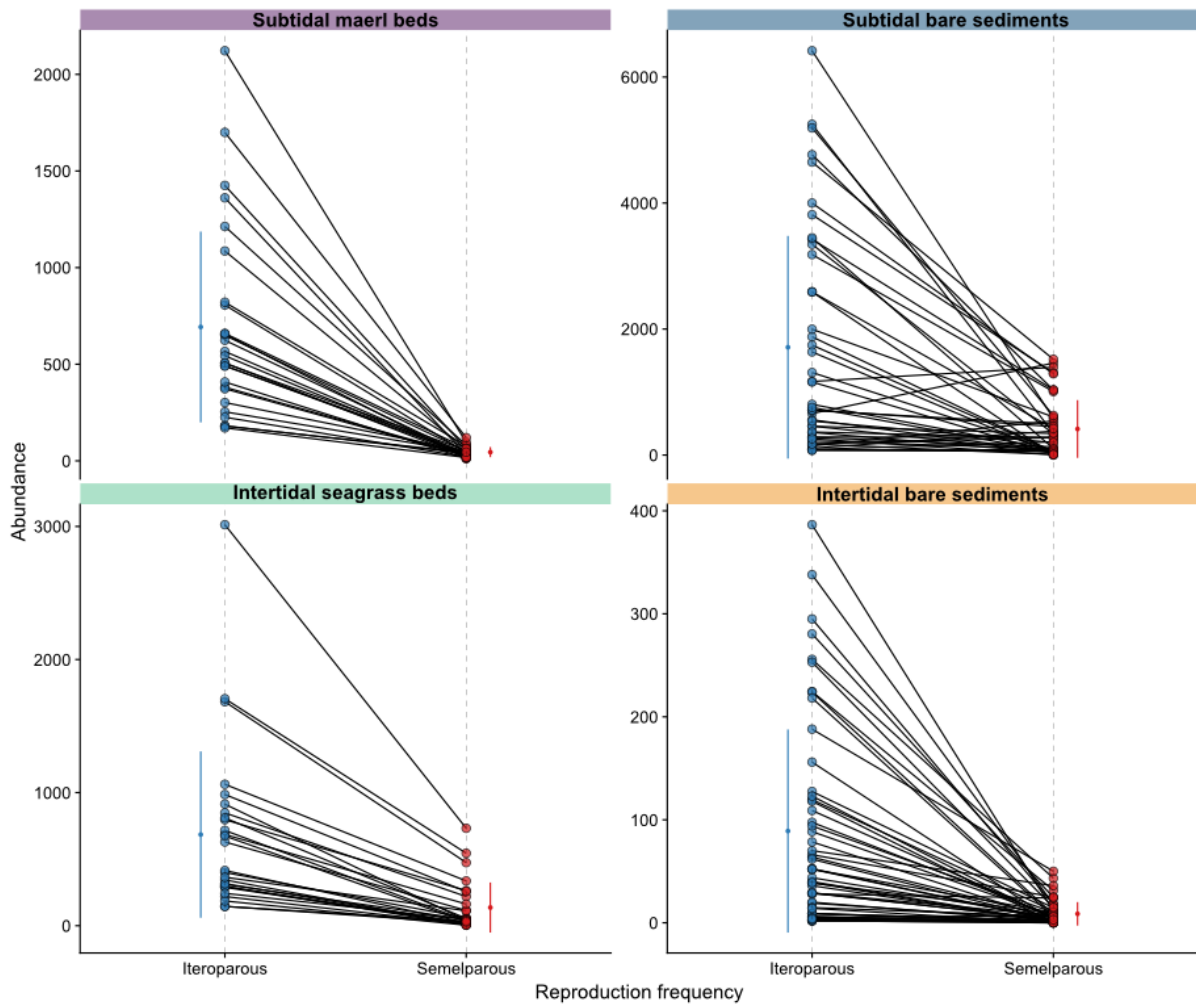 Subtidal maerl beds
Subtidal bare sediments
2000
1500
1000
500
0
6000
4000
2000
0
Intertidal seagrass beds
Intertidal bare sediments
3000
2000
1000
0
400
300
200
100
0
Abundance
Iteroparous
Semelparous
Iteroparous
Semelparous
Reproduction frequency